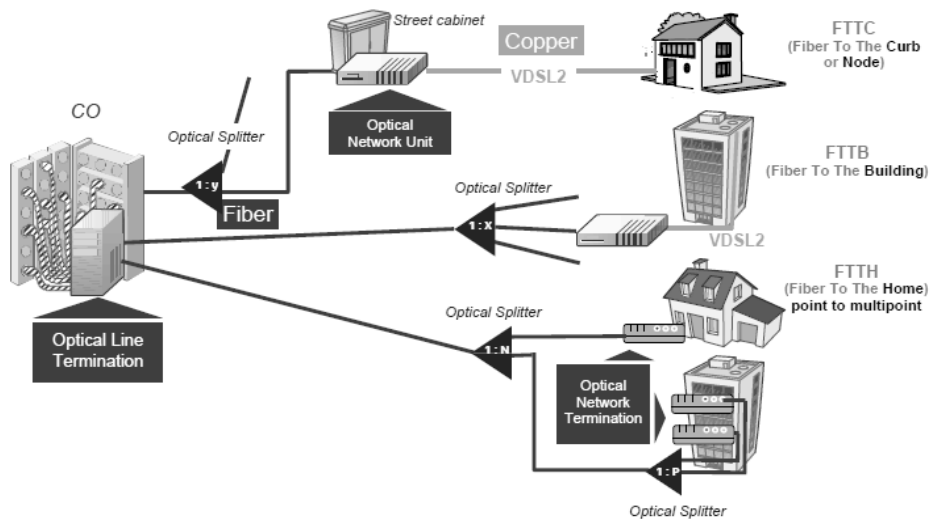 Street cabinet
Copper
VDSL2
FTTC
(Fiber To The Curb
or Node)
CO
Optical Splitter
Optical
Network Unit
1:y
Fiber
FTTB
(Fiber To The Building)
Optical Splitter
1:X
VDSL2
FTTH
(Fiber To The Home)
point to multipoint
Optical Splitter
1:N
Optical Line
Termination
Optical
Network
Termination
1:P
Optical Splitter